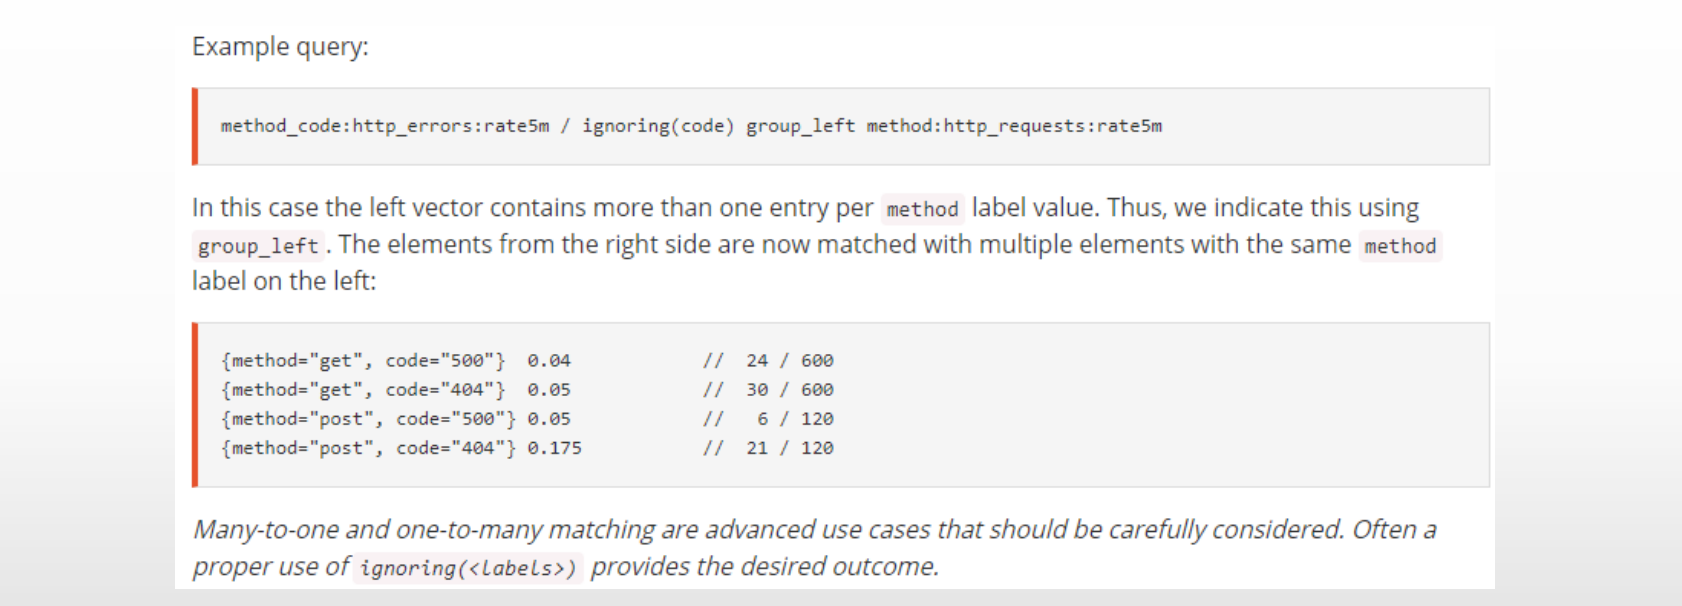 Example query:
method_code:http_errors:rate5m / ignoring(code) group_left method:http_requests:rate5m
In this case the left vector contains more than one entry per method label value. Thus, we indicate this using
group_left . The elements from the right side are now matched with multiple elements with the same method
label on the left:
{method="get", code="500"}  0.04            //  24 / 600
{method="get", code="404"}  0.05            //  30 / 600
{method="post", code="500"} 0.05            //   6 / 120
{method="post", code="404"} 0.175           //  21 / 120
Many-to-one and one-to-many matching are advanced use cases that should be carefully considered. Often a
proper use of ignoring(<labels>) provides the desired outcome.